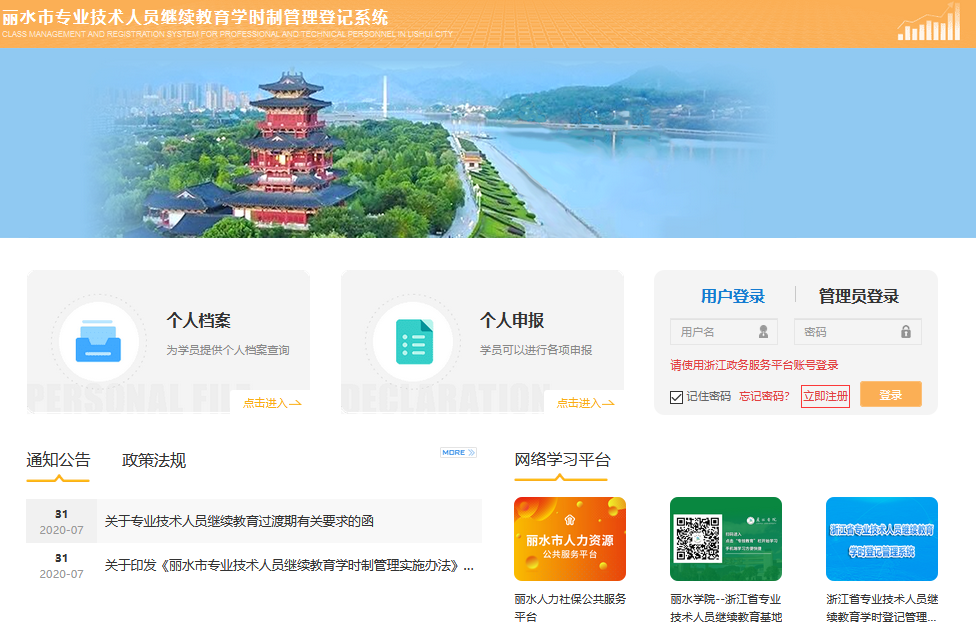 丽水市专业技术人员继续教育学时制管理登记系统
CLASS MANAGEMENT AND REGISTRATION SYSTEM FOR PROFESSIONAL AND TECHNICAL PERSONNEL IN LISHUI CITY
个人档案
为学员提供个人档案查询
PERSONAL FILE
点击进入
个人申报
学员可以进行各项申报
DECLARATION
点击进入
用户登录 管理员登录
用户名 密码
请使用浙江政务服务平台账号登录
记住密码 忘记密码? 立即注册 登录
通知公告 政策法规 MORE
31
2020-07
关于专业技术人员继续教育过渡期有关要求的函
31
2020-07
关于印发《丽水市专业技术人员继续教育学时制管理实施办法》...
网络学习平台
丽水市人力资源
公共服务平台
丽水人力社保公共服务
平台
丽水学院--浙江省专业
技术人员继续教育基地
浙江省专业技术人员继续教育
学时登记管理系统
浙江省专业技术人员继
续教育学时登记管理...